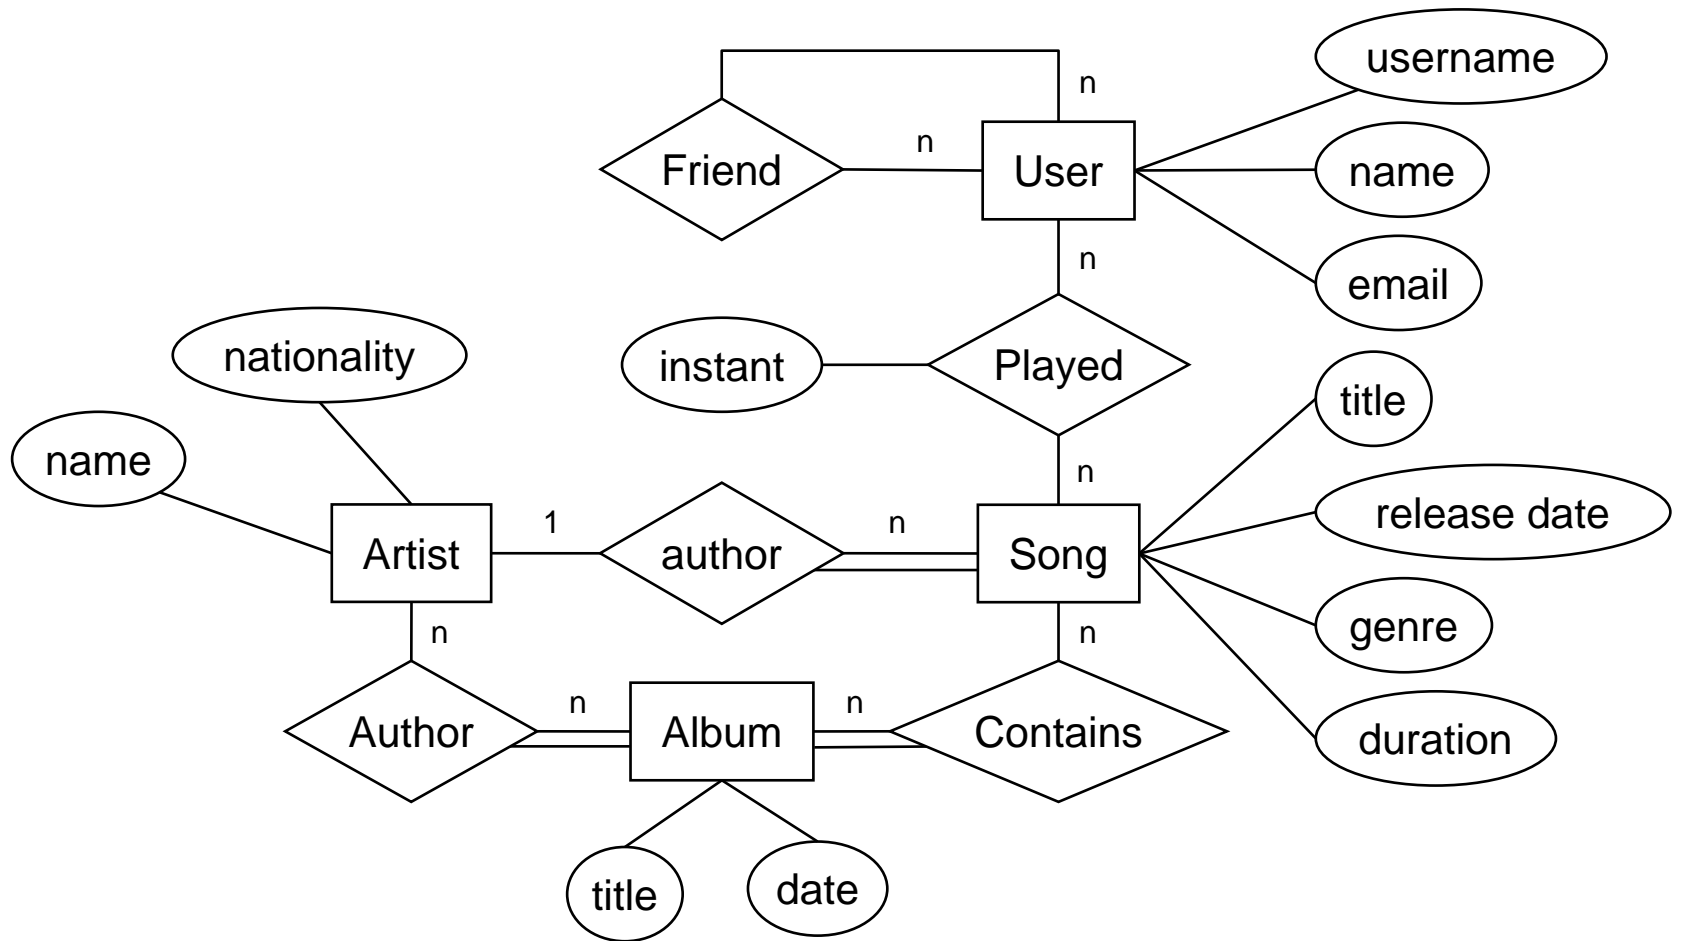 username
n
n
Friend
User
name
n
email
nationality
instant
Played
title
name
n
release date
1
n
Artist
author
Song
n
n
genre
n
n
Author
Album
Contains
duration
title
date